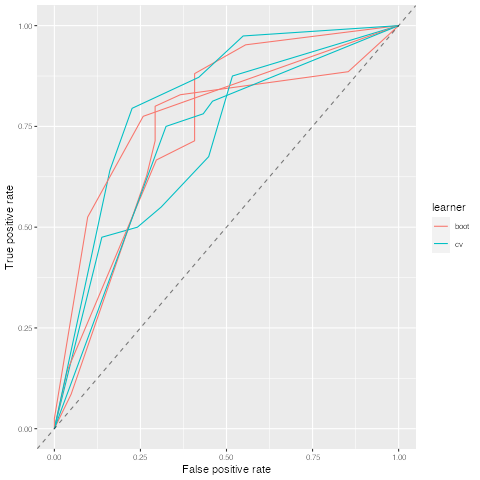 True positive rate
1.00
0.75
0.50
0.25
0.00
0.00 0.25 0.50 0.75 1.00
False positive rate
learner
boot
cv